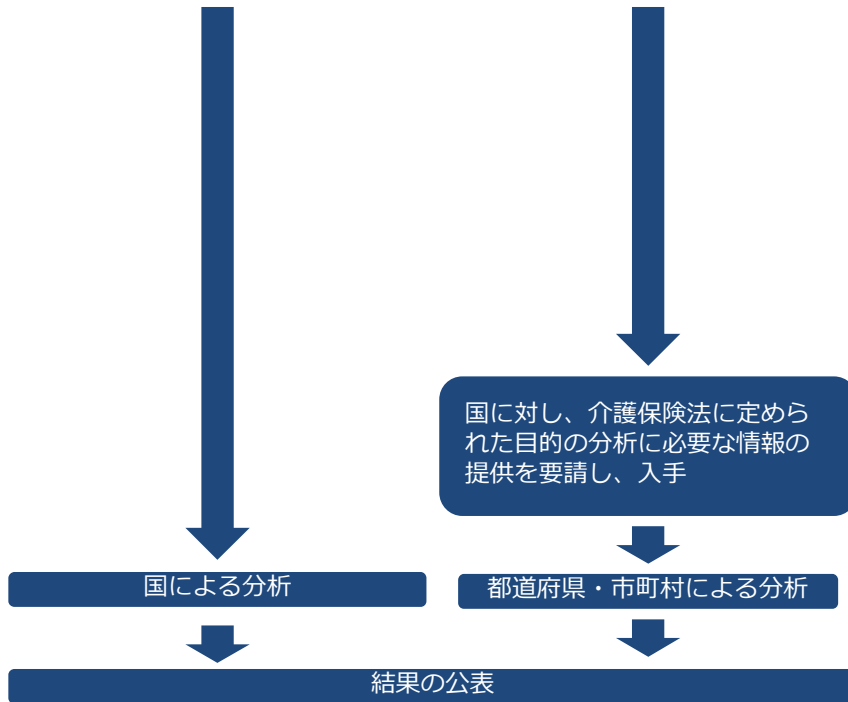 国に対し、介護保険法に定めら
れた目的の分析に必要な情報の
提供を要請し、入手
国による分析
都道府県・市町村による分析
結果の公表